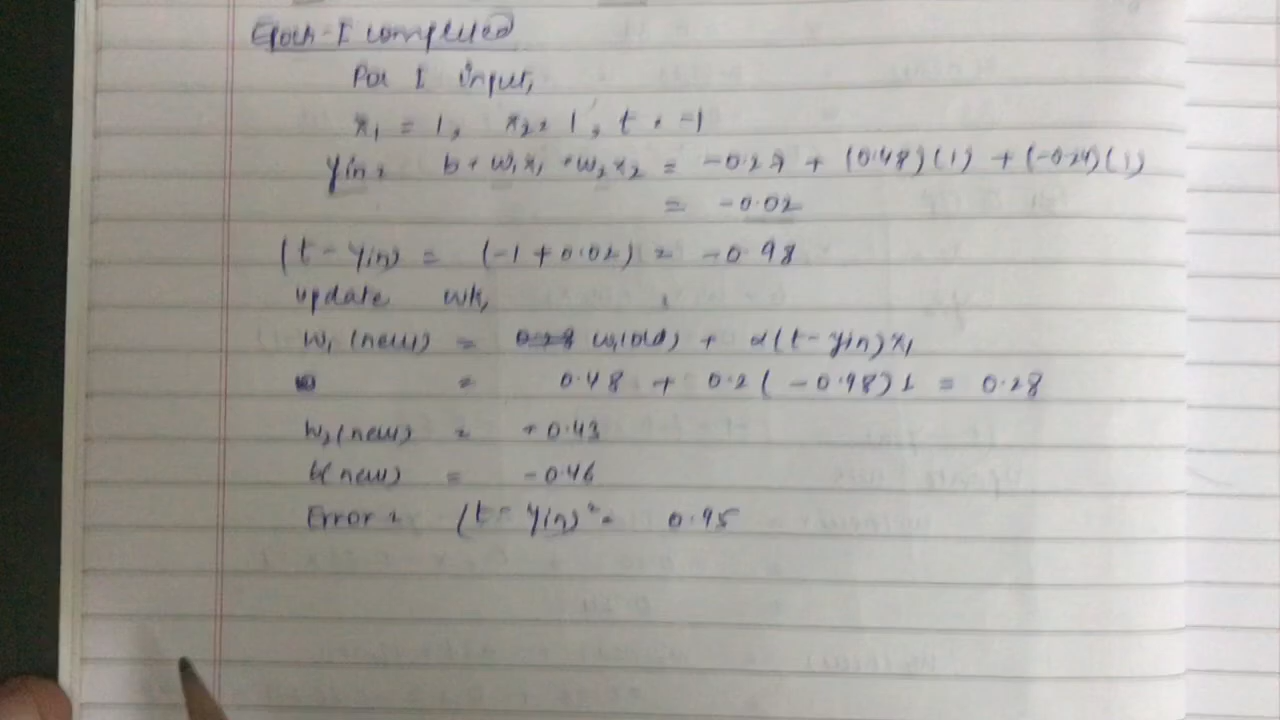 Epoch-I completed
For I input,
x1 = 1, x2 = 1, t = -1
yin = b + w1x1 + w2x2 = -0.27 + (0.48)(1) + (-0.24)(1)
= -0.02
(t - yin) = (-1 + 0.02) = -0.98
update wts,
w1(new) = w1(old) + α(t - yin)x1
= 0.48 + 0.2(-0.98)1 = 0.28
w2(new) = +0.43
b(new) = -0.46
Error = (t - yin)² = 0.95